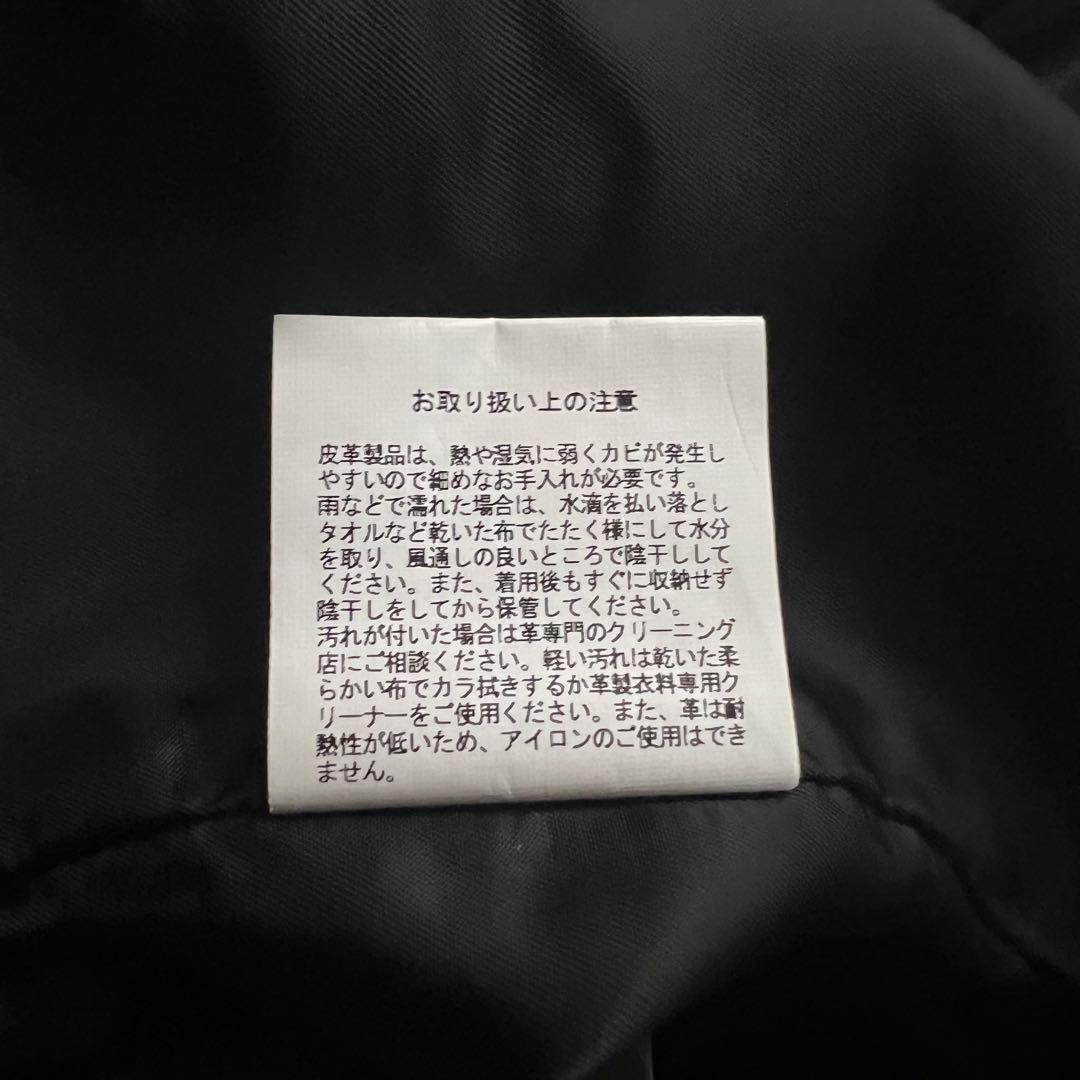 お取り扱い上の注意
皮革製品は、熱や湿気に弱くカビが発生し
やすいので細めなお手入れが必要です。
雨などで濡れた場合は、水滴を払い落とし
タオルなど乾いた布でたたく様にして水分
を取り、風通しの良いところで陰干しして
ください。また、着用後もすぐに収納せず
陰干しをしてから保管してください。
汚れが付いた場合は革専門のクリーニング
店にご相談ください。軽い汚れは乾いた柔
らかい布でカラ拭きするか革製衣料専用ク
リーナーをご使用ください。また、革は耐
熱性が低いため、アイロンのご使用はでき
ません。